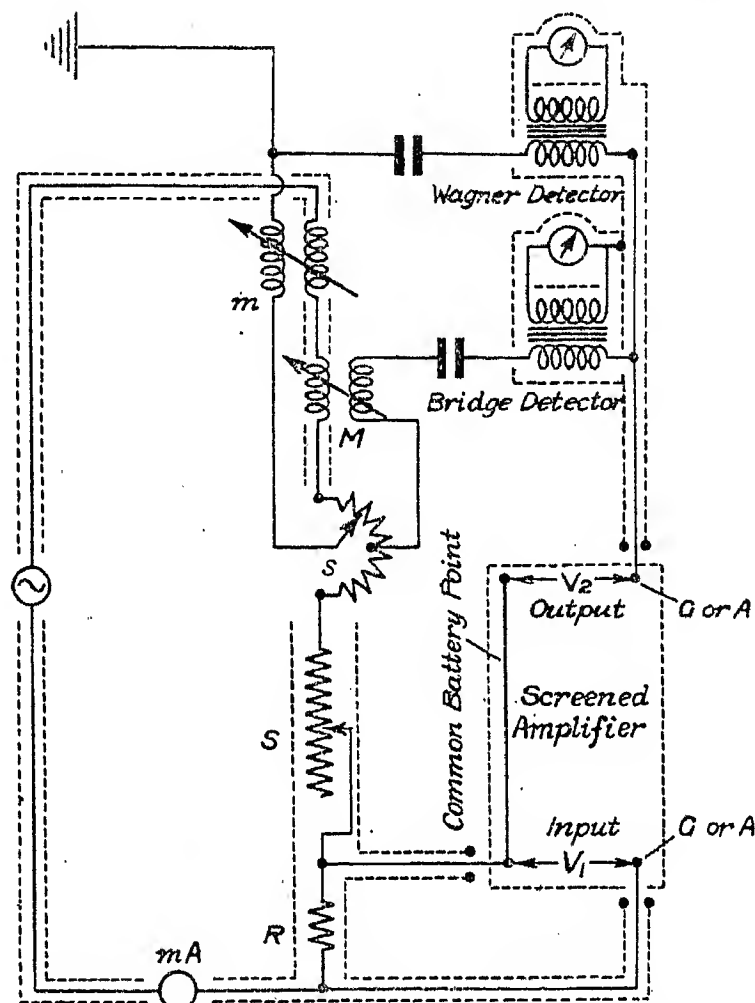 Wagner Detector
m
Bridge Detector
M
s
V2
Output
G or A
Common Battery Point
Screened
Amplifier
S
Input
V1
G or A
R
mA